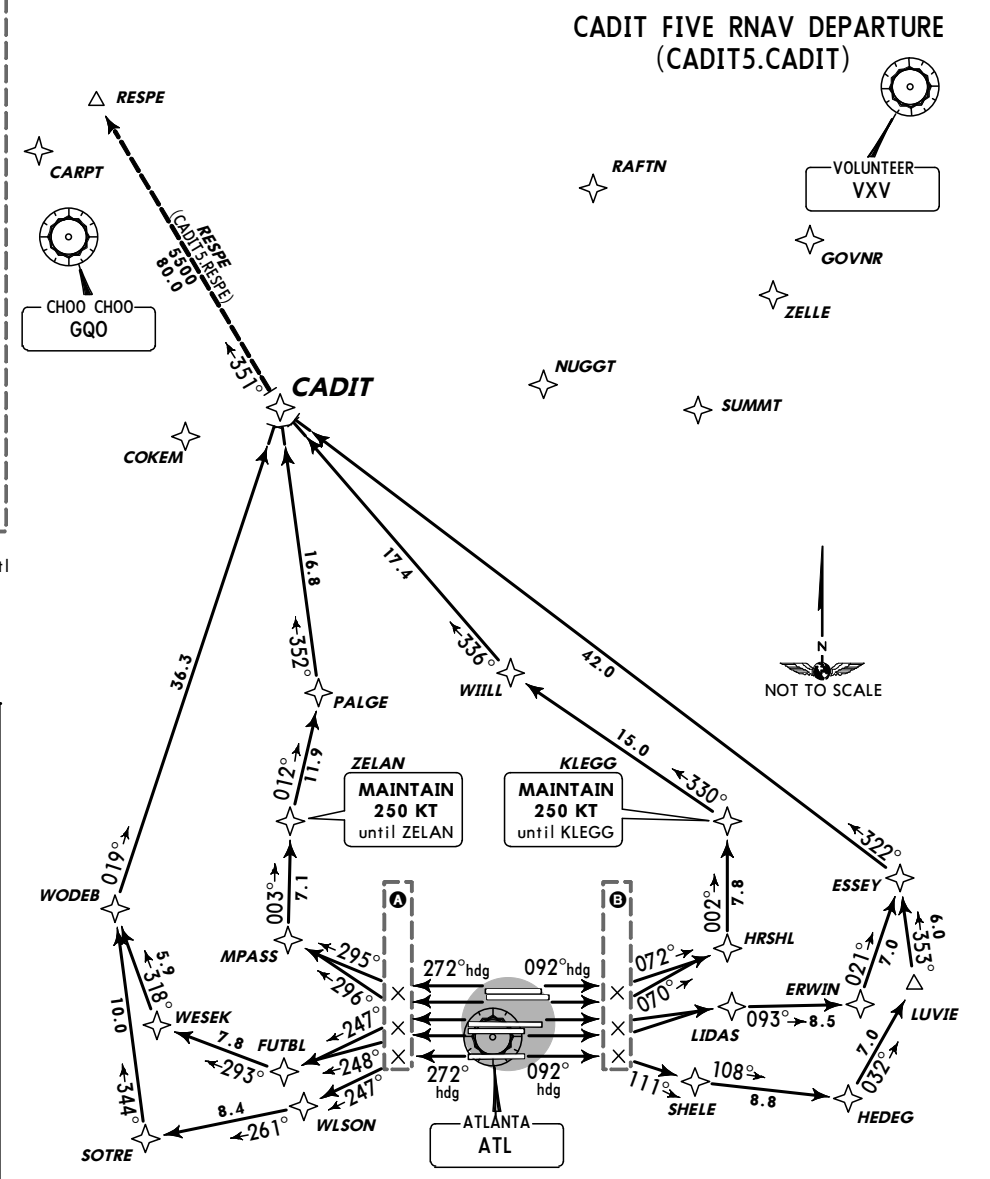 CADIT FIVE RNAV DEPARTURE
(CADIT5.CADIT)
RESPE
CARPT
RAFTN
VOLUNTEER
VXV
GOVNR
ZELLE
CHOO CHOO
GQO
RESPE
(CADIT5.RESPE)
5500
80.0
351°
CADIT
NUGGT
SUMMT
COKEM
17.4
16.8
36.3
42.0
352°
336°
PALGE
WIILL
N
NOT TO SCALE
012°
11.9
15.0
330°
ZELAN
MAINTAIN
250 KT
until ZELAN
KLEGG
MAINTAIN
250 KT
until KLEGG
322°
ESSEY
019°
WODEB
003°
7.1
002°
7.8
A
B
MPASS
HRSHL
295°
296°
272°hdg
092°hdg
072°
070°
021°
7.0
353°
6.0
5.9
318°
10.0
WESEK
7.8
293°
FUTBL
247°
248°
247°
ERWIN
LIDAS
093°
8.5
LUVIE
272°
hdg
092°
hdg
111°
SHELE
108°
8.8
032°
7.0
HEDEG
344°
8.4
261°
WLSON
SOTRE
ATLANTA
ATL